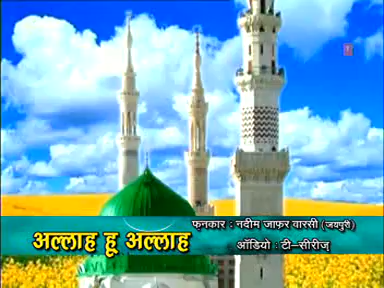 फ़नकार : नदीम जाफ़र वारसी (जयपुरी)
अल्लाह हू अल्लाह
ऑडियो : टी-सीरीज़